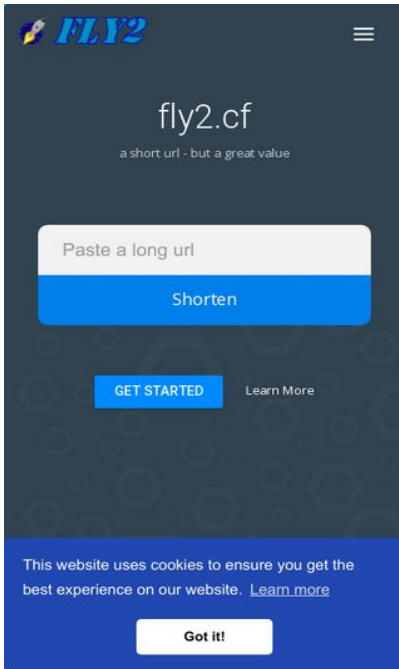 FLY2
fly2.cf
a short url - but a great value
Paste a long url
Shorten
GET STARTED Learn More
This website uses cookies to ensure you get the
best experience on our website. Learn more
Got it!